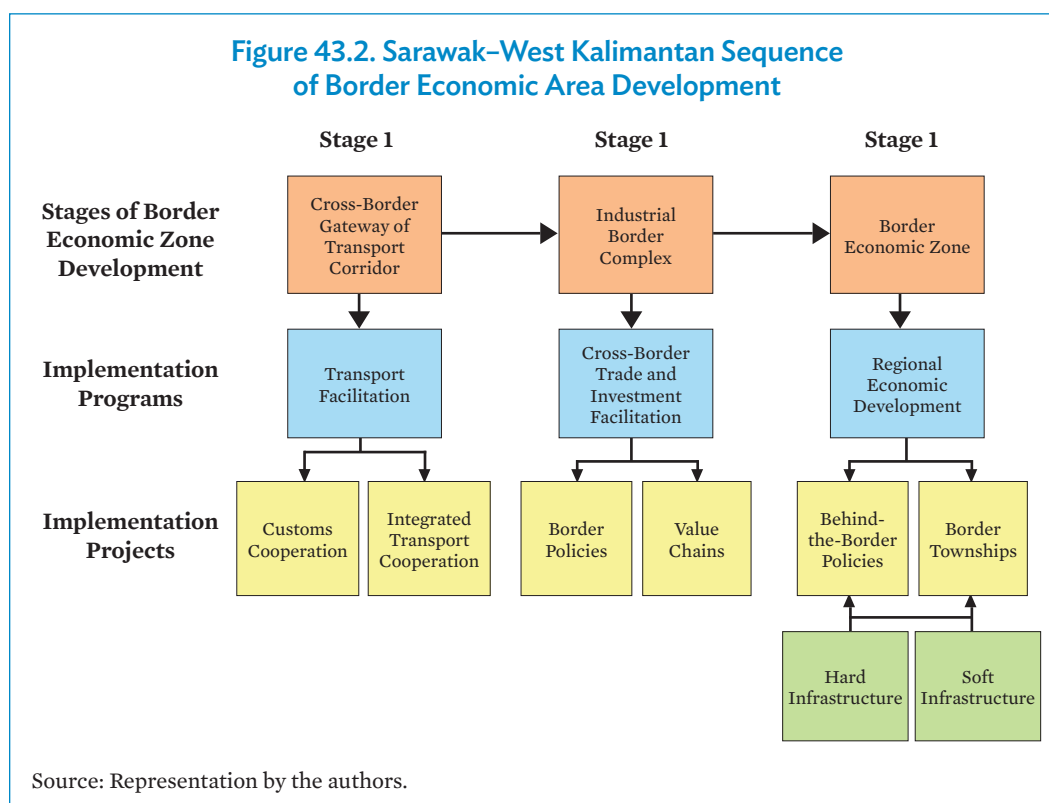 Figure 43.2. Sarawak–West Kalimantan Sequence
of Border Economic Area Development
Stage 1
Stage 1
Stage 1
Stages of Border
Economic Zone
Development
Cross-Border
Gateway of
Transport
Corridor
Industrial
Border
Complex
Border
Economic Zone
Implementation
Programs
Transport
Facilitation
Cross-Border
Trade and
Investment
Facilitation
Regional
Economic
Development
Implementation
Projects
Customs
Cooperation
Integrated
Transport
Cooperation
Border
Policies
Value
Chains
Behind-
the-Border
Policies
Border
Townships
Hard
Infrastructure
Soft
Infrastructure
Source: Representation by the authors.